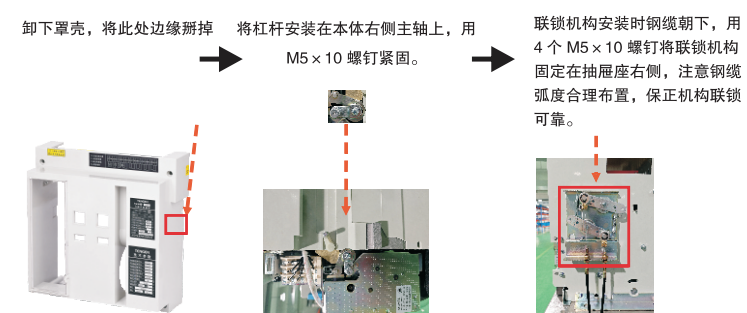 卸下罩壳，将此处边缘掰掉
将杠杆安装在本体右侧主轴上，用
M5×10 螺钉紧固。
联锁机构安装时钢缆朝下，用
4 个 M5×10 螺钉将联锁机构
固定在抽屉座右侧，注意钢缆
弧度合理布置，保正机构联锁
可靠。